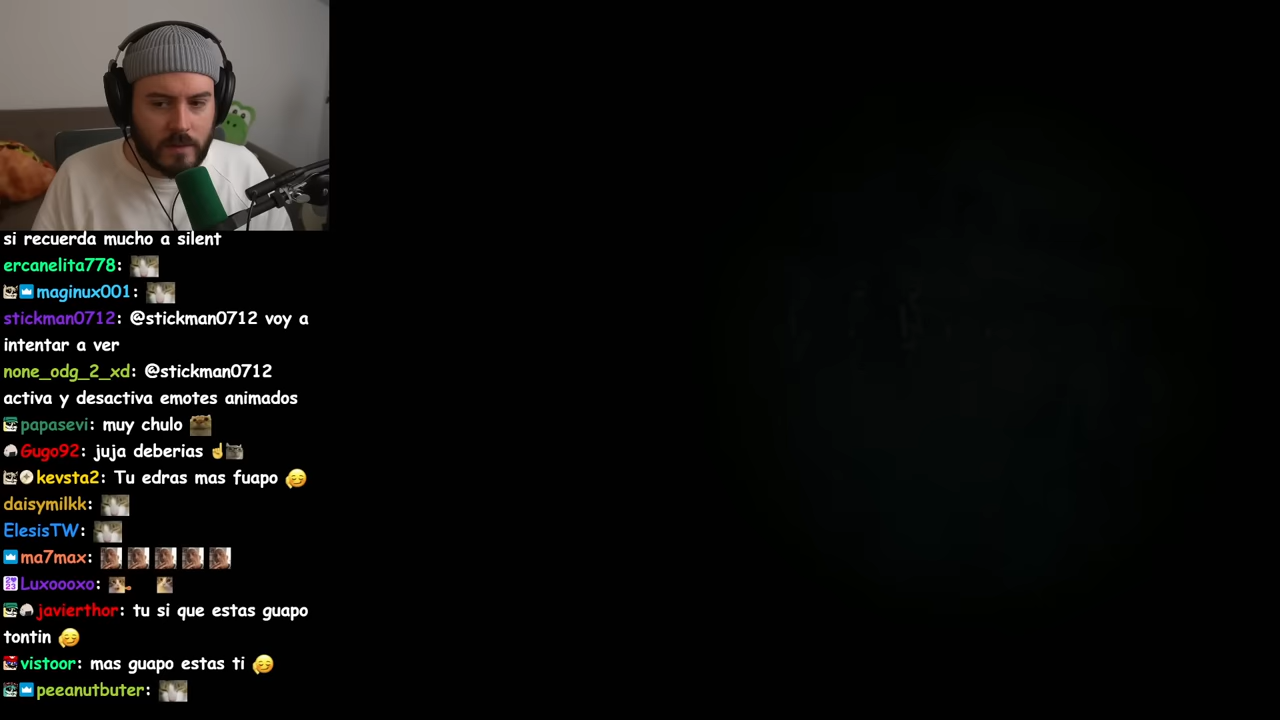 si recuerda mucho a silent
ercanelita778:
maginux001:
stickman0712: @stickman0712 voy a
intentar a ver
none_odg_2_xd: @stickman0712
activa y desactiva emotes animados
papasevi: muy chulo
Gugo92: juja deberias
kevsta2: Tu edras mas fuapo
daisymilkk:
ElesisTW:
ma7max:
Luxoooxo:
javierthor: tu si que estas guapo
tontin
vistoor: mas guapo estas ti
peeanutbuter: